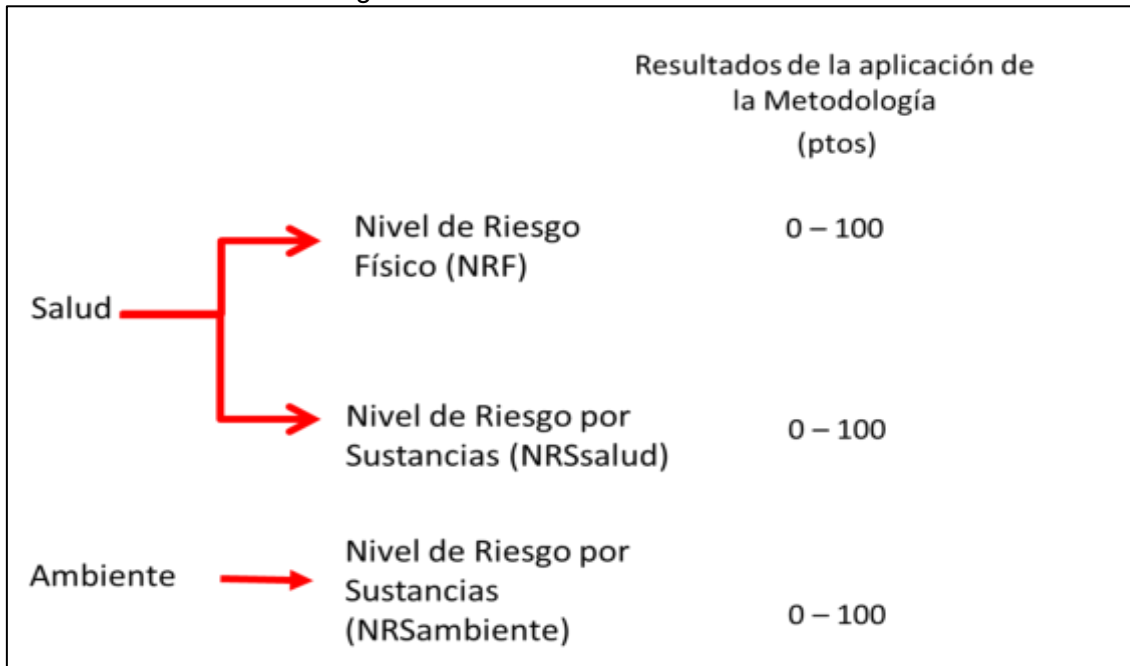 Resultados de la aplicación de
la Metodología
(ptos)
Salud
Nivel de Riesgo
Físico (NRF)
0 – 100
Nivel de Riesgo por
Sustancias (NRSsalud)
0 – 100
Ambiente
Nivel de Riesgo por
Sustancias
(NRSambiente)
0 – 100